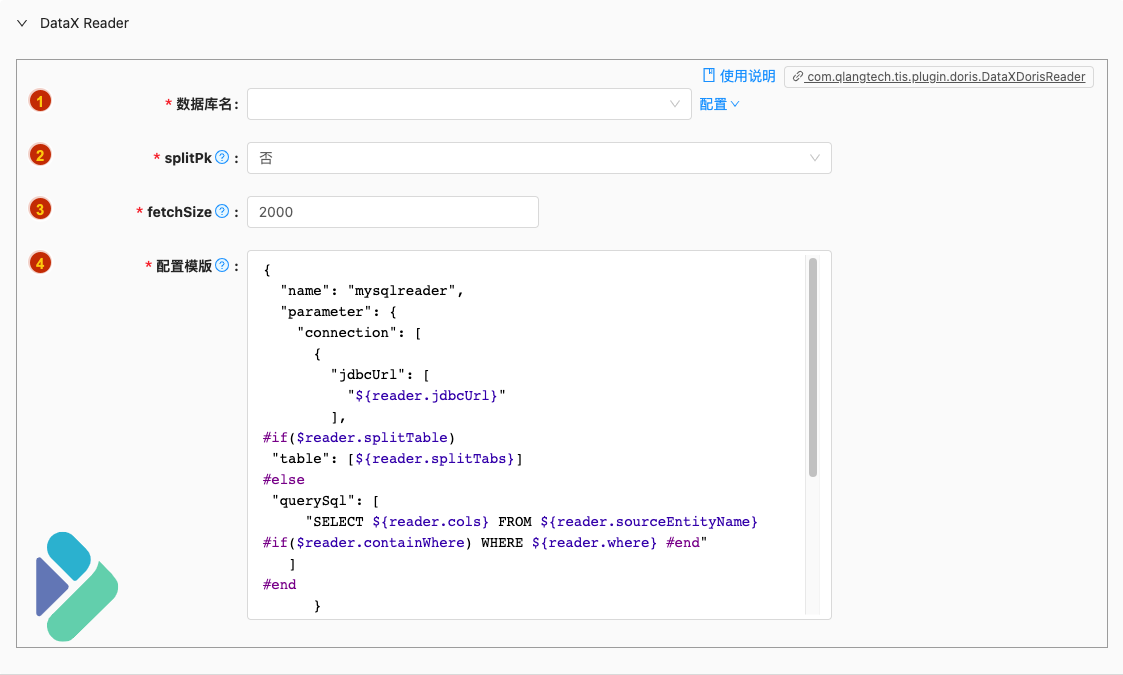 DataX Reader
使用说明 com.qlangtech.tis.plugin.doris.DataXDorisReader
1 * 数据库名: 配置
2 * splitPk ? : 否
3 * fetchSize ? : 2000
4 * 配置模版 ? :
{
  "name": "mysqlreader",
  "parameter": {
    "connection": [
      {
        "jdbcUrl": [
          "${reader.jdbcUrl}"
        ],
#if($reader.splitTable)
 "table": [${reader.splitTabs}]
#else
 "querySql": [
     "SELECT ${reader.cols} FROM ${reader.sourceEntityName}
#if($reader.containWhere) WHERE ${reader.where} #end"
   ]
#end
      }